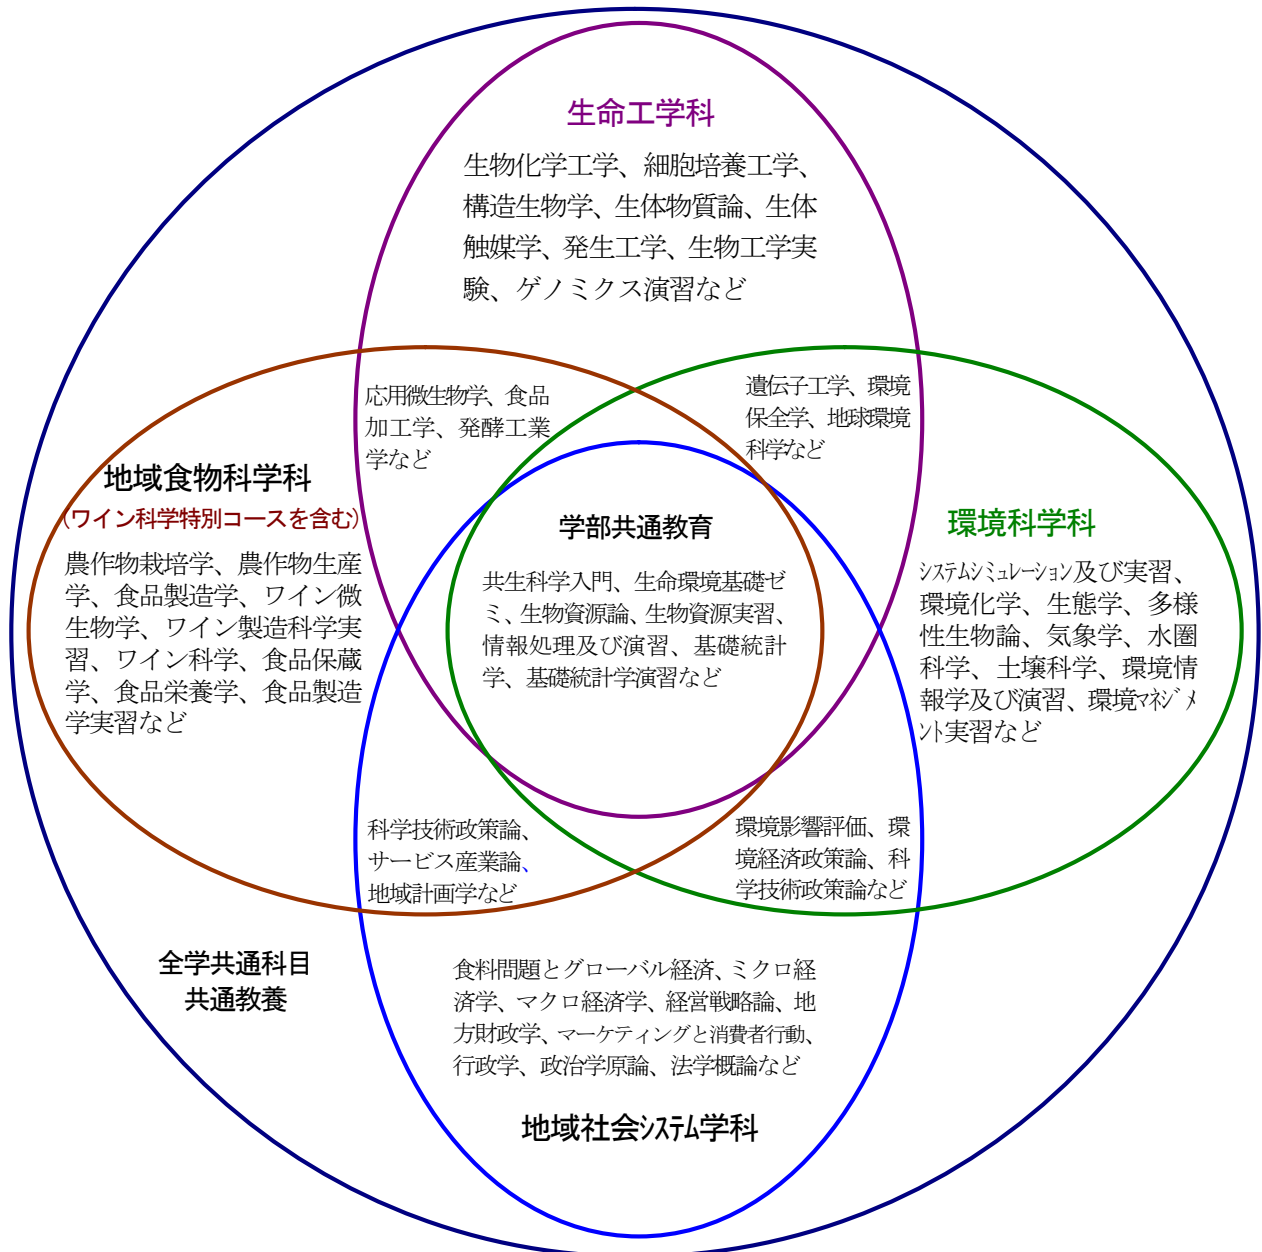 生命工学科
生物化学工学、細胞培養工学、
構造生物学、生体物質論、生体
触媒学、発生工学、生物工学実
験、ゲノミクス演習など
応用微生物学、食品
加工学、発酵工業
学など
遺伝子工学、環境
保全学、地球環境
科学など
地域食物科学科
(ワイン科学特別コースを含む)
農作物栽培学、農作物生産
学、食品製造学、ワイン微
生物学、ワイン製造科学実
習、ワイン科学、食品保蔵
学、食品栄養学、食品製造
学実習など
学部共通教育
共生科学入門、生命環境基礎ゼ
ミ、生物資源論、生物資源実習、
情報処理及び演習、基礎統計
学、基礎統計学演習など
環境科学科
ｼｽﾃﾑｼﾐｭﾚｰｼｮﾝ及び実習、
環境化学、生態学、多様
性生物論、気象学、水圏
科学、土壌科学、環境情
報学及び演習、環境ﾏﾈｼﾞﾒ
ﾝﾄ実習など
科学技術政策論、
サービス産業論、
地域計画学など
環境影響評価、環
境経済政策論、科
学技術政策論など
全学共通科目
共通教養
食料問題とグローバル経済、ミクロ経
済学、マクロ経済学、経営戦略論、地
方財政学、マーケティングと消費者行動、
行政学、政治学原論、法学概論など
地域社会ｼｽﾃﾑ学科